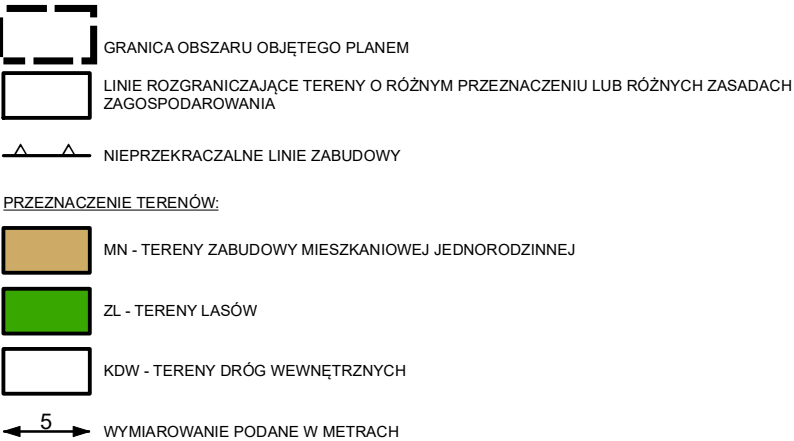 GRANICA OBSZARU OBJĘTEGO PLANEM
LINIE ROZGRANICZAJĄCE TERENY O RÓŻNYM PRZEZNACZENIU LUB RÓŻNYCH ZASADACH
ZAGOSPODAROWANIA
NIEPRZEKRACZALNE LINIE ZABUDOWY
PRZEZNACZENIE TERENÓW:
MN - TERENY ZABUDOWY MIESZKANIOWEJ JEDNORODZINNEJ
ZL - TERENY LASÓW
KDW - TERENY DRÓG WEWNĘTRZNYCH
5
WYMIAROWANIE PODANE W METRACH